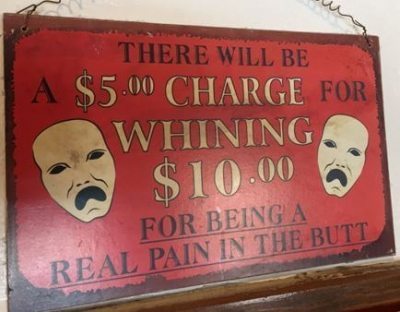 THERE WILL BE
A $5.00 CHARGE FOR
WHINING
$10.00
FOR BEING A
REAL PAIN IN THE BUTT